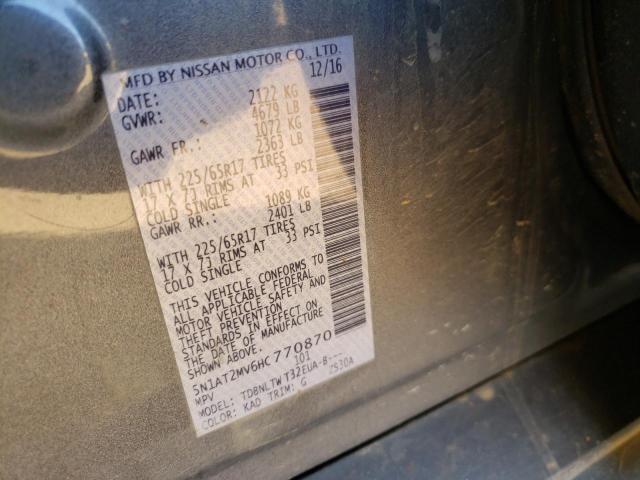 MFD BY NISSAN MOTOR CO., LTD.
DATE: 12/16
GVWR: 2122 KG
4679 LB
GAWR FR.: 1072 KG
2363 LB
WITH 225/65R17 TIRES
17 X 7J RIMS AT 33 PSI
COLD SINGLE
GAWR RR.: 1089 KG
2401 LB
WITH 225/65R17 TIRES
17 X 7J RIMS AT 33 PSI
COLD SINGLE
THIS VEHICLE CONFORMS TO
ALL APPLICABLE FEDERAL
MOTOR VEHICLE SAFETY AND
THEFT PREVENTION
STANDARDS IN EFFECT ON
THE DATE OF MANUFACTURE
SHOWN ABOVE.
5N1AT2MV6HC770870
MPV 101
MODEL: TDBNLTWT32EUA-B---
COLOR: KAD TRIM: G ZS30A